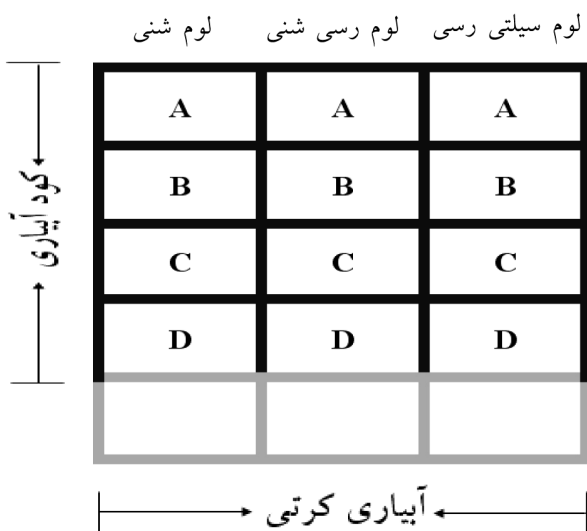 لوم سیلتی رسی لوم رسی شنی لوم شنی
A A A
B B B
C C C
D D D
کود آبیاری
آبیاری کرتی